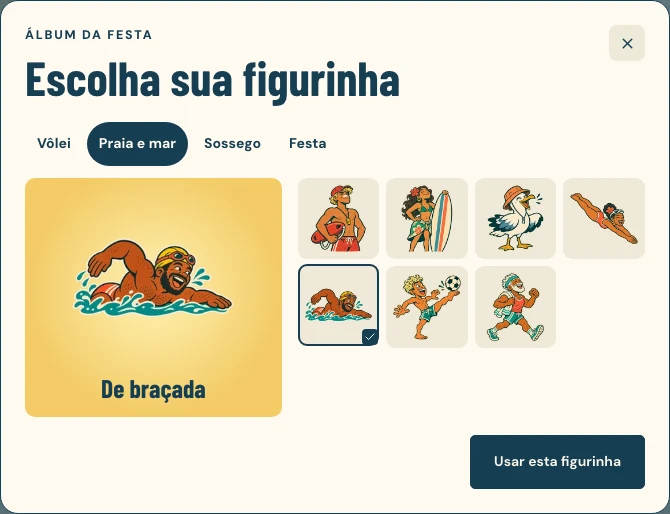 ÁLBUM DA FESTA
Escolha sua figurinha
Vôlei
Praia e mar
Sossego
Festa
De braçada
Usar esta figurinha